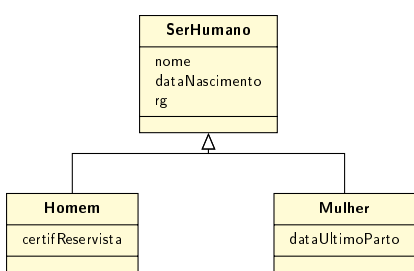 SerHumano
nome
dataNascimento
rg
Homem
certifReservista
Mulher
dataUltimoParto